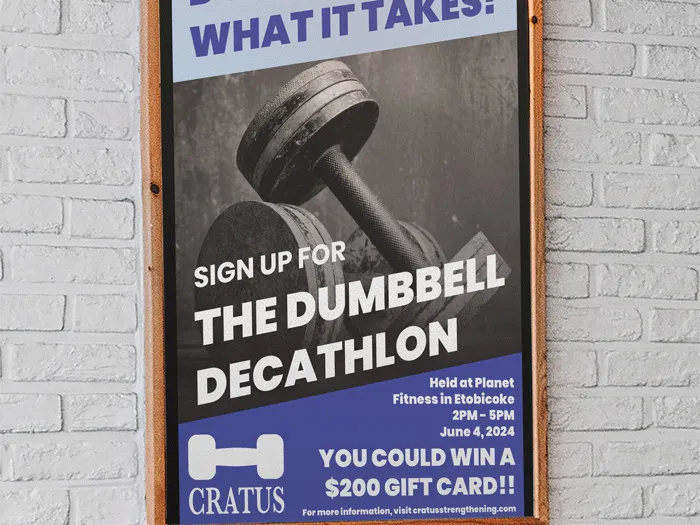 WHAT IT TAKES?
SIGN UP FOR
THE DUMBBELL
DECATHLON
Held at Planet
Fitness in Etobicoke
2PM - 5PM
June 4, 2024
YOU COULD WIN A
$200 GIFT CARD!!
CRATUS
For more information, visit cratusstrengthening.com